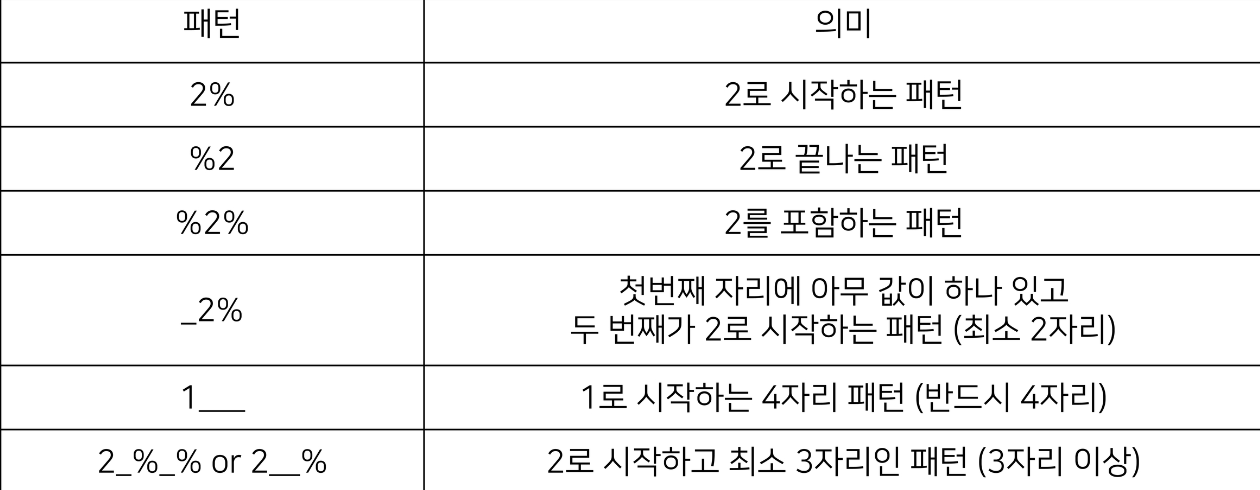 패턴 의미
2% 2로 시작하는 패턴
%2 2로 끝나는 패턴
%2% 2를 포함하는 패턴
_2% 첫번째 자리에 아무 값이 하나 있고
두 번째가 2로 시작하는 패턴 (최소 2자리)
1___ 1로 시작하는 4자리 패턴 (반드시 4자리)
2_%_% or 2__% 2로 시작하고 최소 3자리인 패턴 (3자리 이상)